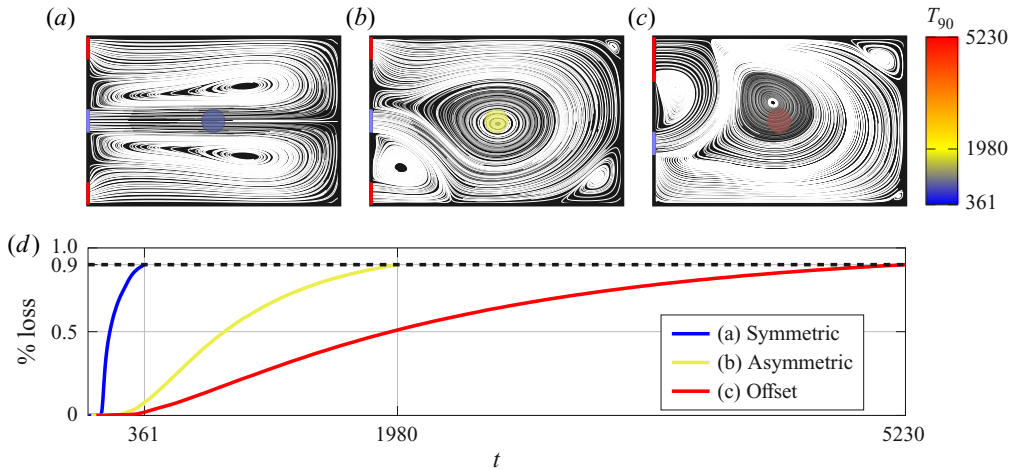 (a)
(b)
(c)
T90
5230
1980
361
(d)
1.0
0.9
0.5
0
% loss
(a) Symmetric
(b) Asymmetric
(c) Offset
361
1980
5230
t